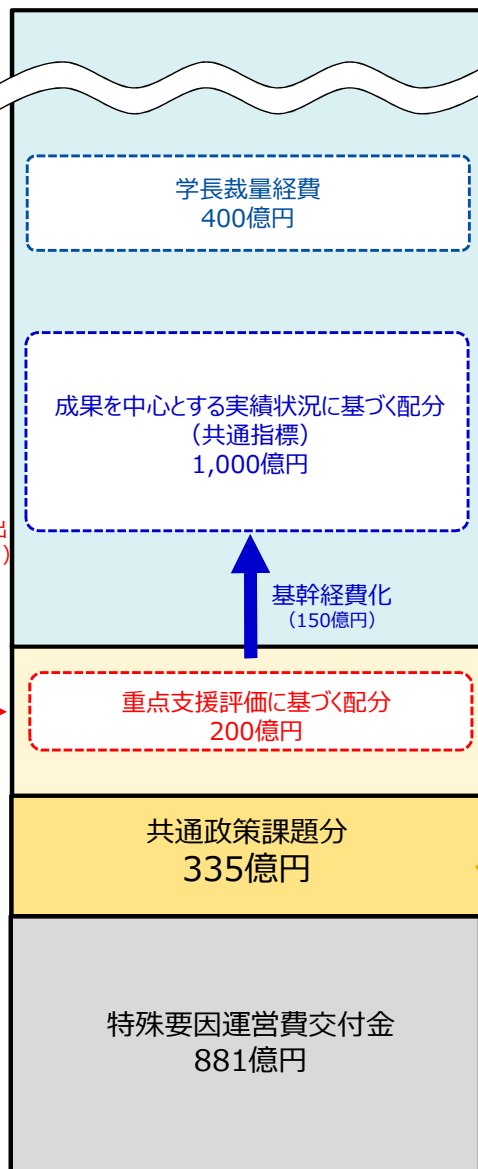 学長裁量経費
400億円
成果を中心とする実績状況に基づく配分
（共通指標）
1,000億円
）
基幹経費化
（150億円）
重点支援評価に基づく配分
200億円
共通政策課題分
335億円
特殊要因運営費交付金
881億円